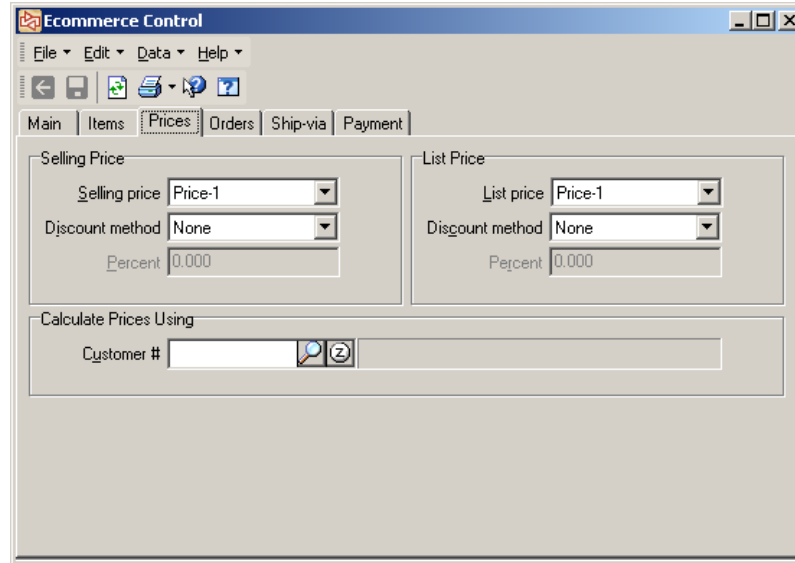 Ecommerce Control
File Edit Data Help
Main Items Prices Orders Ship-via Payment
Selling Price
Selling price Price-1
Discount method None
Percent 0.000
List Price
List price Price-1
Discount method None
Percent 0.000
Calculate Prices Using
Customer #